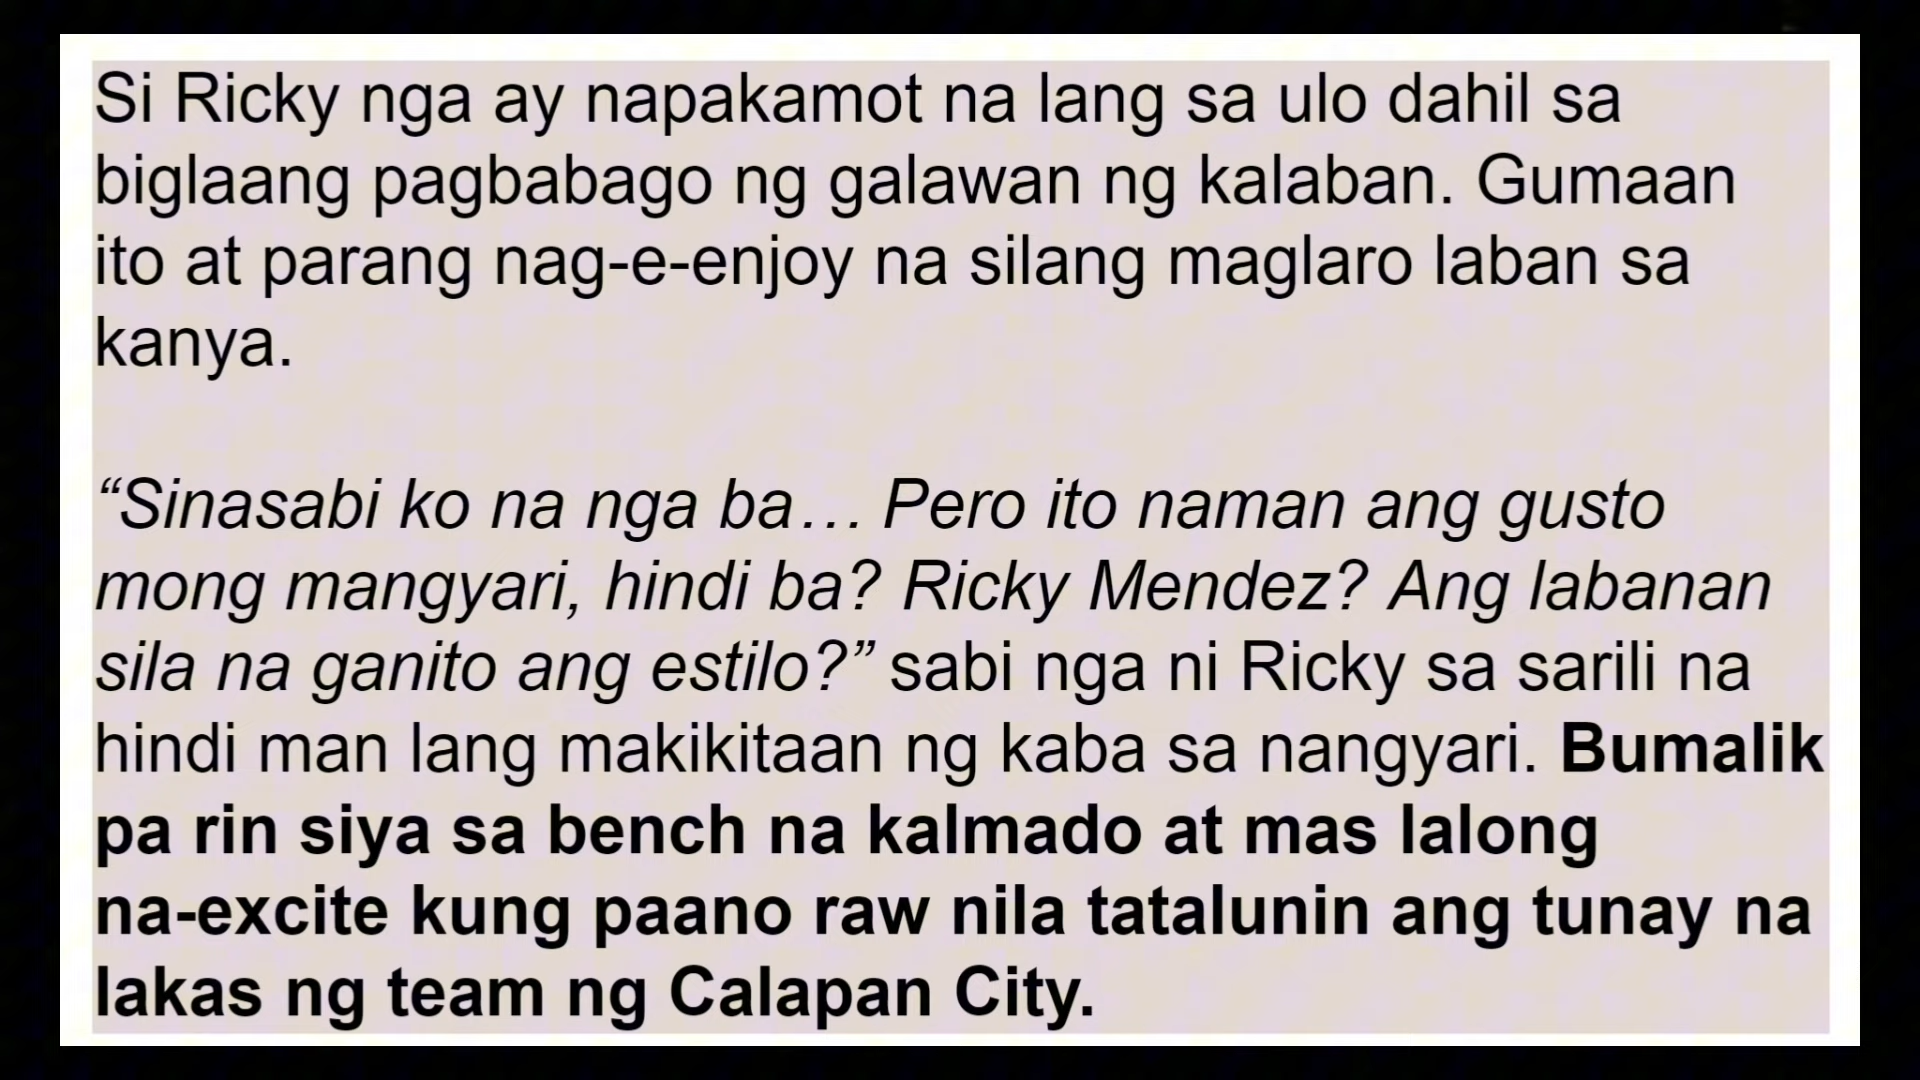 Si Ricky nga ay napakamot na lang sa ulo dahil sa
biglaang pagbabago ng galawan ng kalaban. Gumaan
ito at parang nag-e-enjoy na silang maglaro laban sa
kanya.
“Sinasabi ko na nga ba… Pero ito naman ang gusto
mong mangyari, hindi ba? Ricky Mendez? Ang labanan
sila na ganito ang estilo?” sabi nga ni Ricky sa sarili na
hindi man lang makikitaan ng kaba sa nangyari. Bumalik
pa rin siya sa bench na kalmado at mas lalong
na-excite kung paano raw nila tatalunin ang tunay na
lakas ng team ng Calapan City.